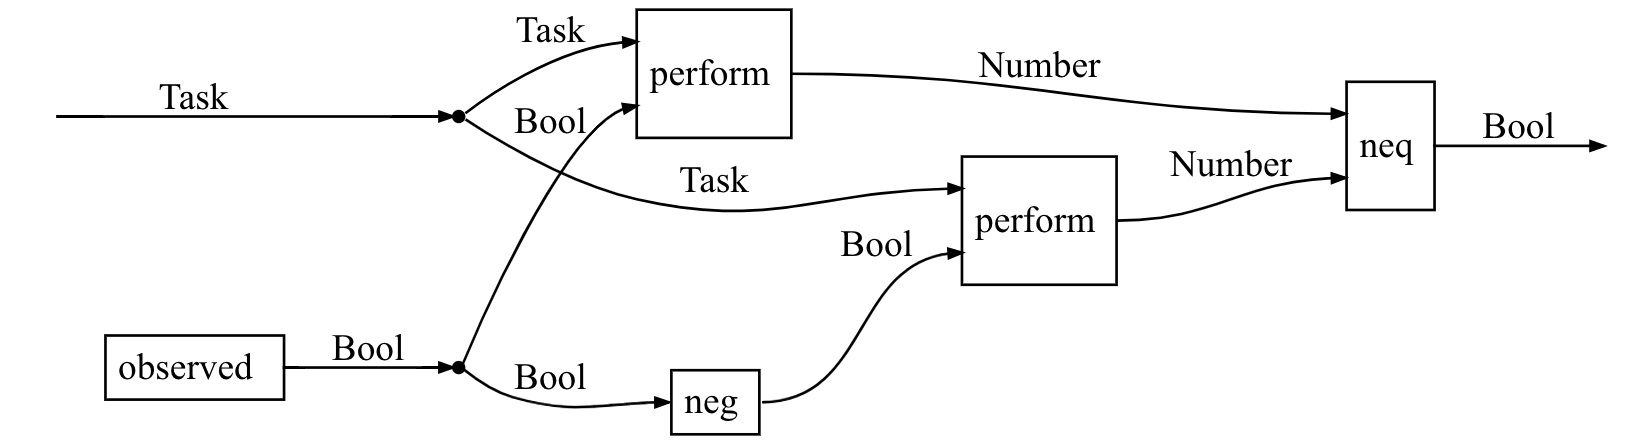 Task
Task
Bool
perform
Number
neq
Bool
Task
perform
Number
Bool
observed
Bool
Bool
neg